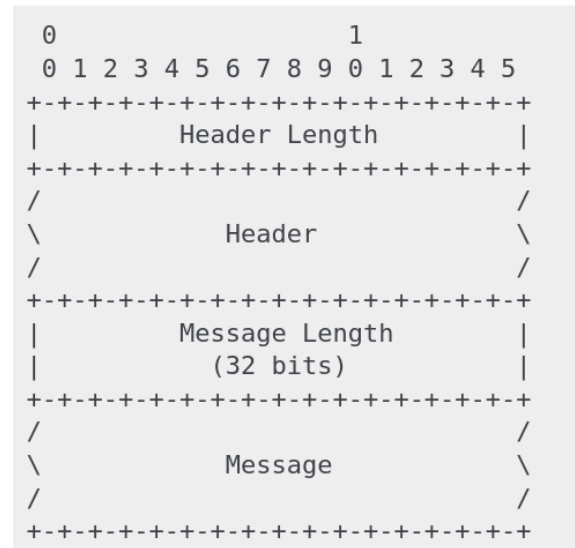 0                   1
 0 1 2 3 4 5 6 7 8 9 0 1 2 3 4 5
+-+-+-+-+-+-+-+-+-+-+-+-+-+-+-+-+
|         Header Length         |
+-+-+-+-+-+-+-+-+-+-+-+-+-+-+-+-+
/                               /
\            Header             \
/                               /
+-+-+-+-+-+-+-+-+-+-+-+-+-+-+-+-+
|         Message Length        |
|           (32 bits)           |
+-+-+-+-+-+-+-+-+-+-+-+-+-+-+-+-+
/                               /
\            Message            \
/                               /
+-+-+-+-+-+-+-+-+-+-+-+-+-+-+-+-+